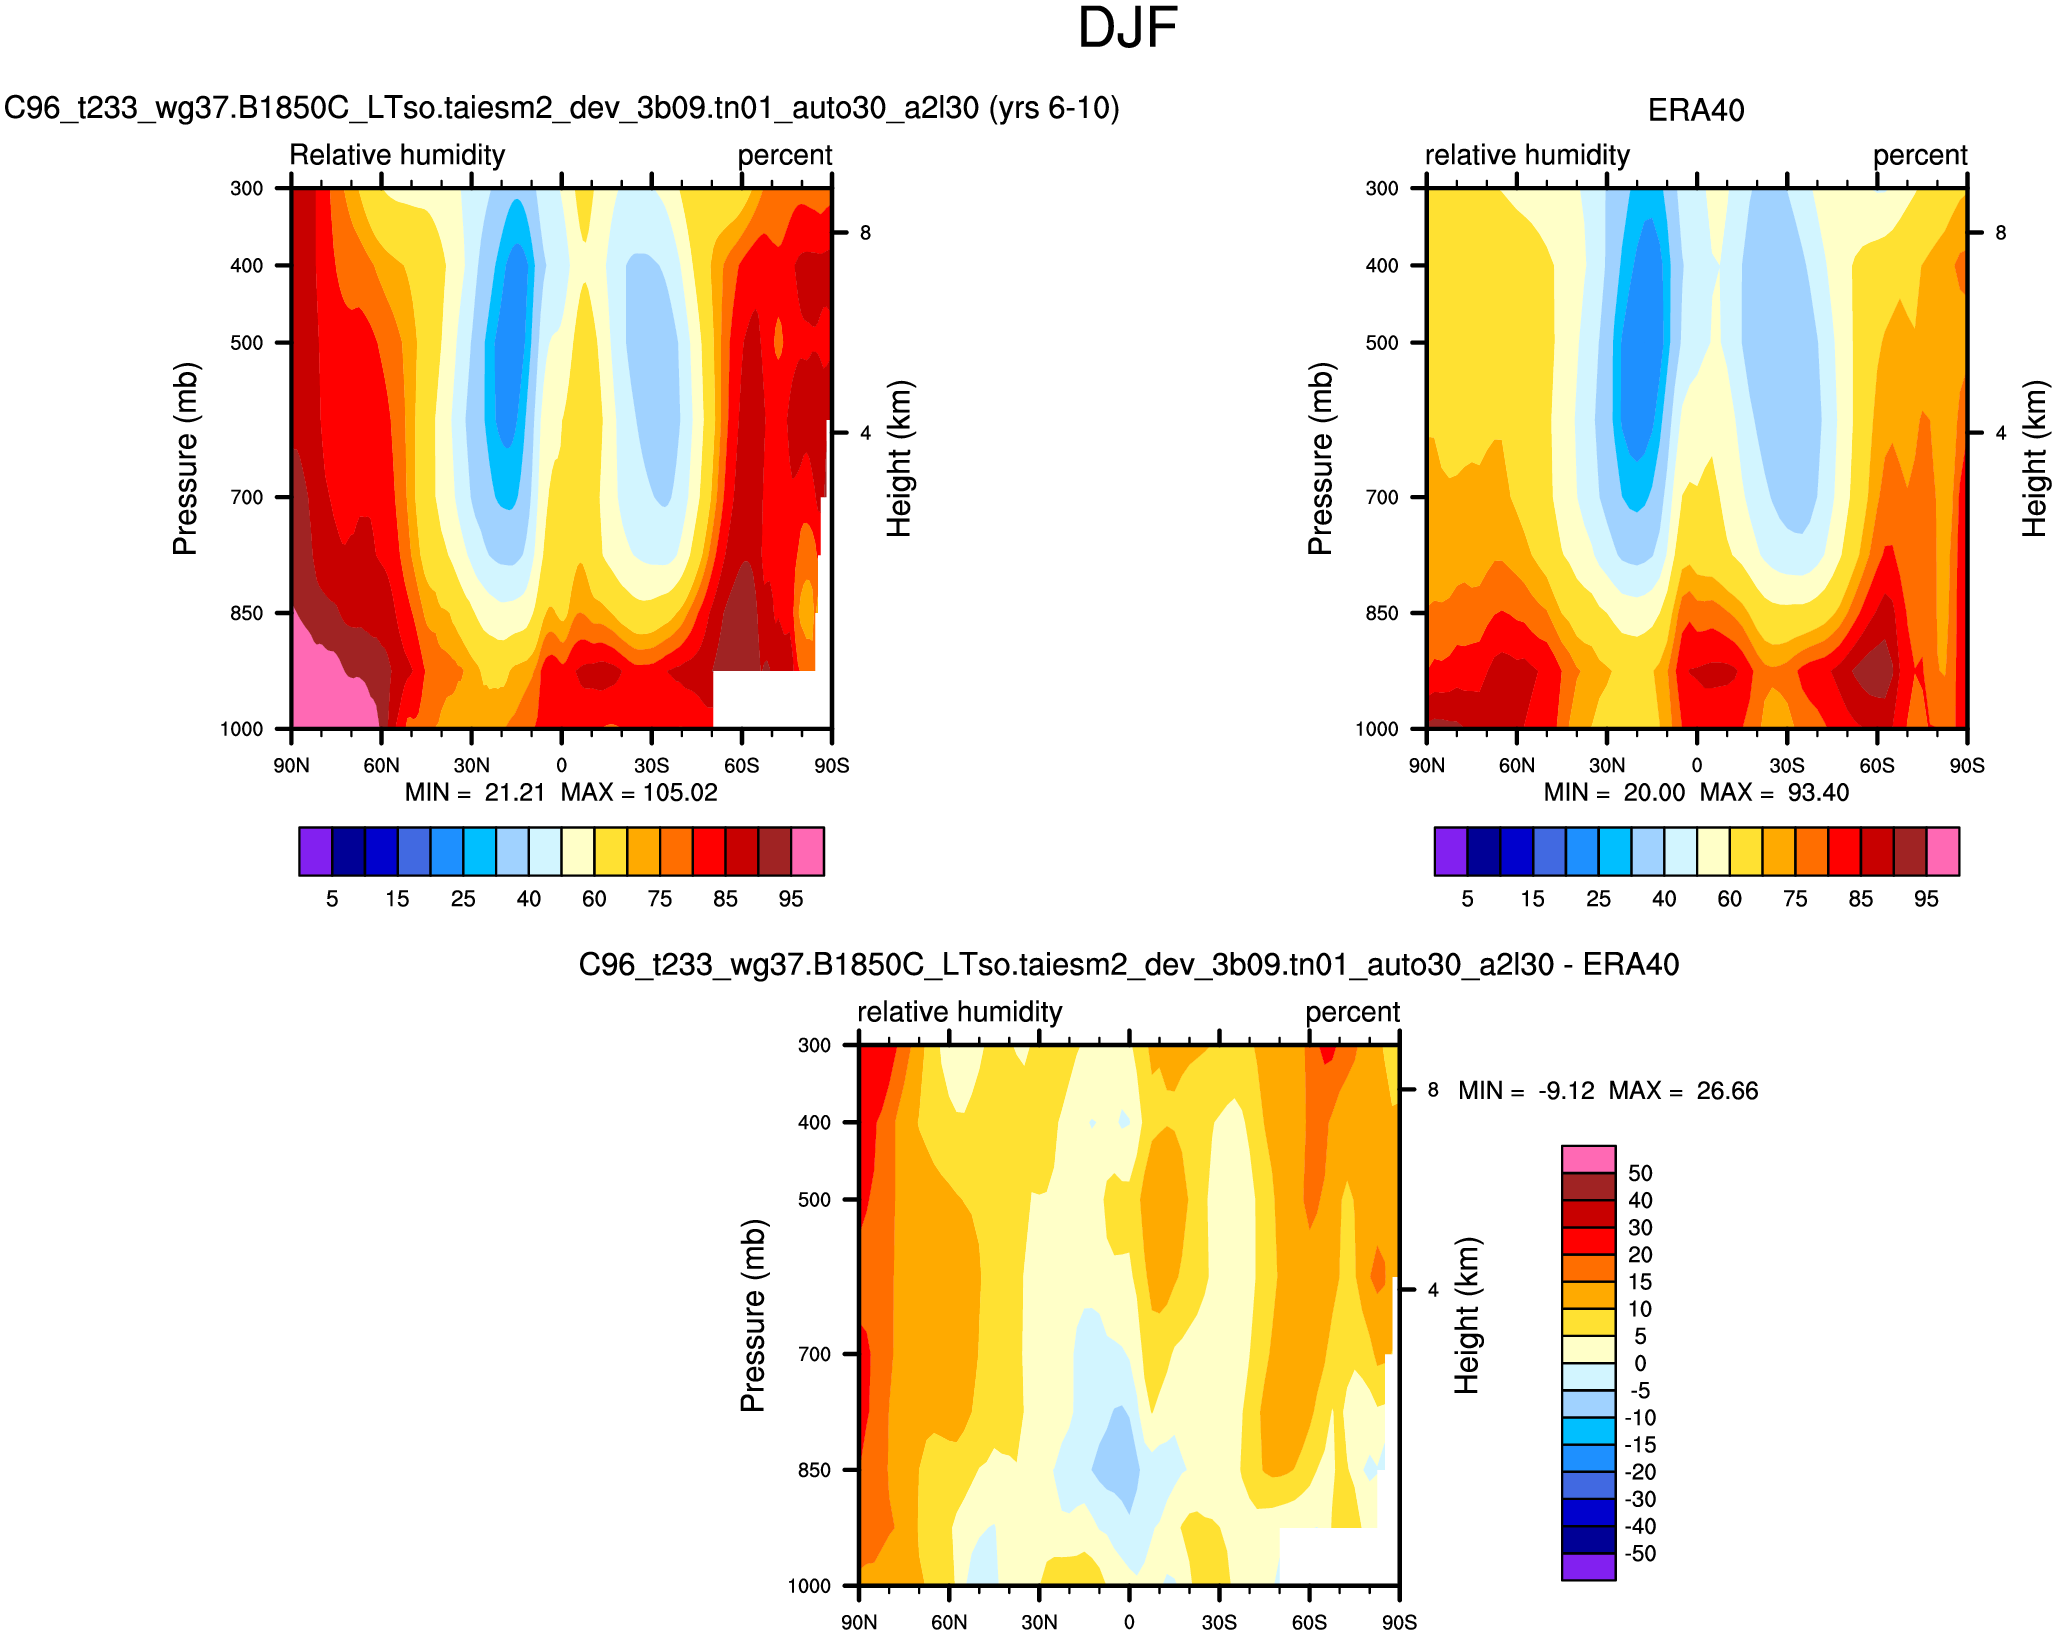 DJF
C96_t233_wg37.B1850C_LTso.taiesm2_dev_3b09.tn01_auto30_a2l30 (yrs 6-10)
Relative humidity percent
300
400
500
700
850
1000
Pressure (mb)
8
4
Height (km)
90N 60N 30N 0 30S 60S 90S
MIN = 21.21 MAX = 105.02
5 15 25 40 60 75 85 95
ERA40
relative humidity percent
300
400
500
700
850
1000
Pressure (mb)
8
4
Height (km)
90N 60N 30N 0 30S 60S 90S
MIN = 20.00 MAX = 93.40
5 15 25 40 60 75 85 95
C96_t233_wg37.B1850C_LTso.taiesm2_dev_3b09.tn01_auto30_a2l30 - ERA40
relative humidity percent
300
400
500
700
850
1000
Pressure (mb)
8
4
Height (km)
90N 60N 30N 0 30S 60S 90S
MIN = -9.12 MAX = 26.66
50
40
30
20
15
10
5
0
-5
-10
-15
-20
-30
-40
-50